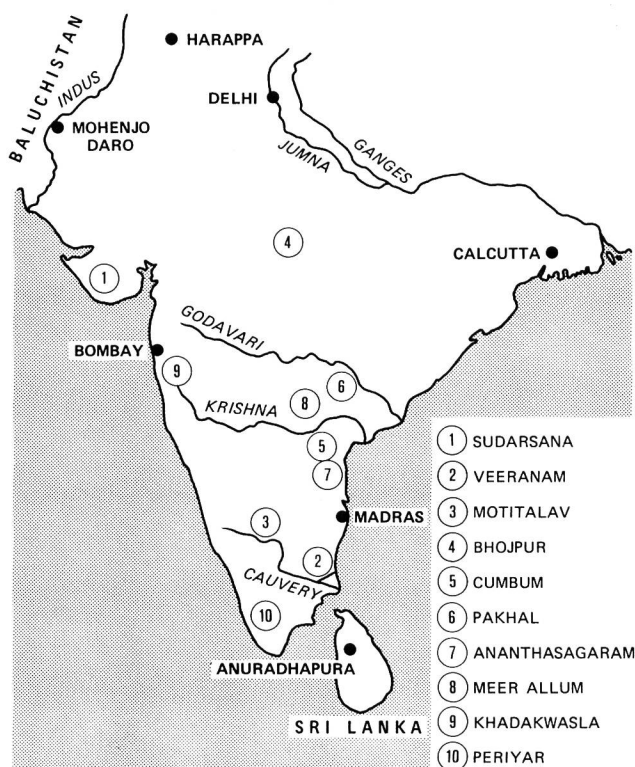 HARAPPA
BALUCHISTAN
INDUS
DELHI
MOHENJO
DARO
JUMNA
GANGES
4
CALCUTTA
1
GODAVARI
BOMBAY
9
6
8
KRISHNA
5
7
3
MADRAS
2
CAUVERY
10
ANURADHAPURA
SRI LANKA
1 SUDARSANA
2 VEERANAM
3 MOTITALAV
4 BHOJPUR
5 CUMBUM
6 PAKHAL
7 ANANTHASAGARAM
8 MEER ALLUM
9 KHADAKWASLA
10 PERIYAR